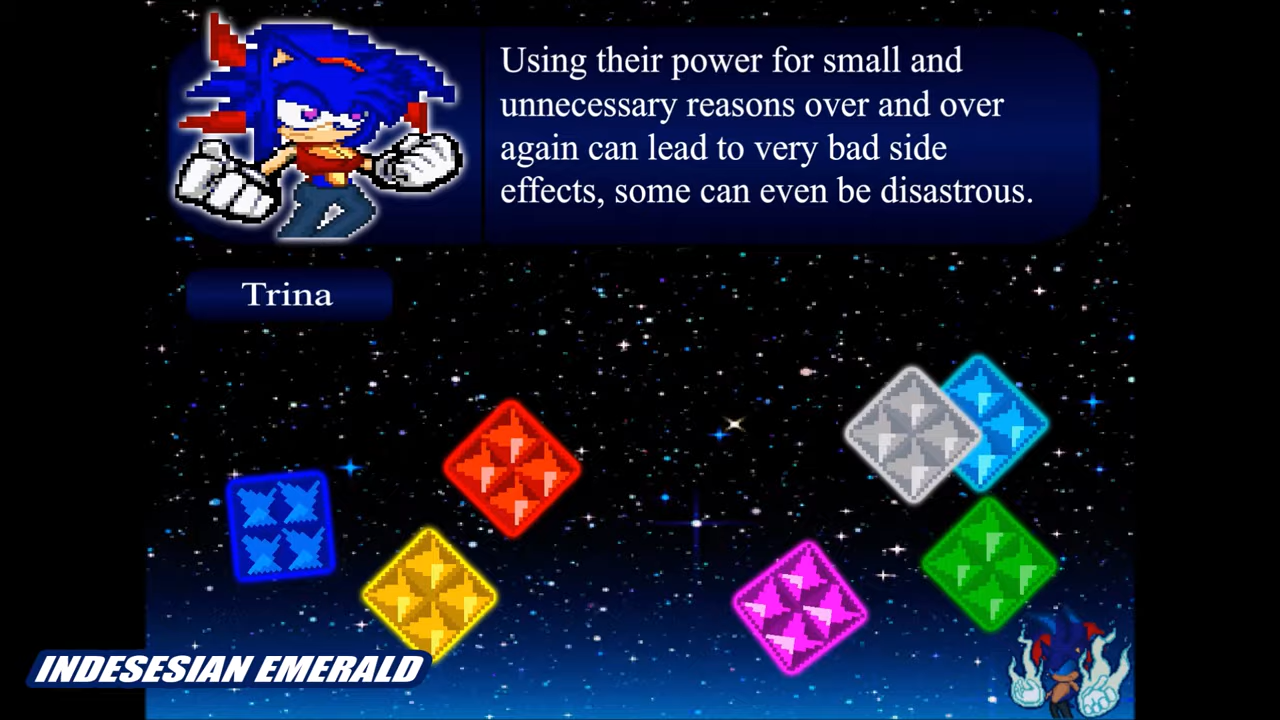 Using their power for small and
unnecessary reasons over and over
again can lead to very bad side
effects, some can even be disastrous.
Trina
INDESESIAN EMERALD